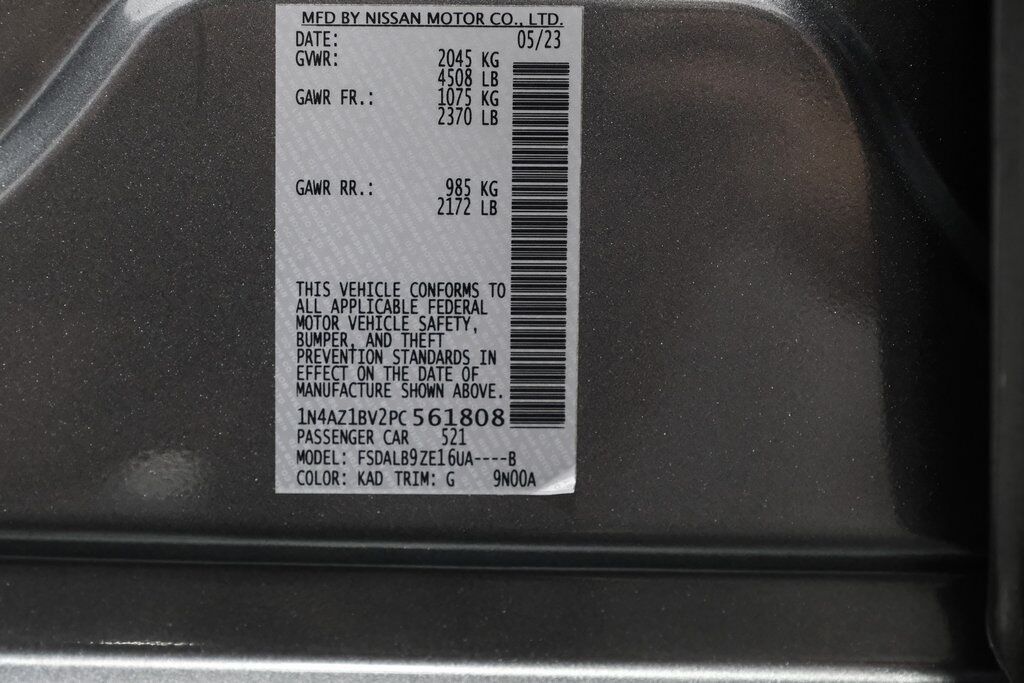 MFD BY NISSAN MOTOR CO., LTD.
DATE: 05/23
GVWR: 2045 KG
4508 LB
GAWR FR.: 1075 KG
2370 LB
GAWR RR.: 985 KG
2172 LB
THIS VEHICLE CONFORMS TO
ALL APPLICABLE FEDERAL
MOTOR VEHICLE SAFETY,
BUMPER, AND THEFT
PREVENTION STANDARDS IN
EFFECT ON THE DATE OF
MANUFACTURE SHOWN ABOVE.
1N4AZ1BV2PC561808
PASSENGER CAR 521
MODEL: FSDALB9ZE16UA----B
COLOR: KAD TRIM: G 9N00A